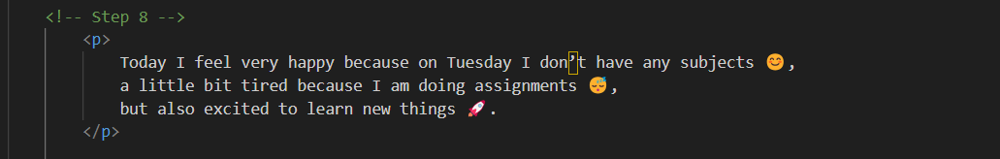 <!-- Step 8 -->
<p>
Today I feel very happy because on Tuesday I don’t have any subjects 😊,
a little bit tired because I am doing assignments 😴,
but also excited to learn new things 🚀.
</p>